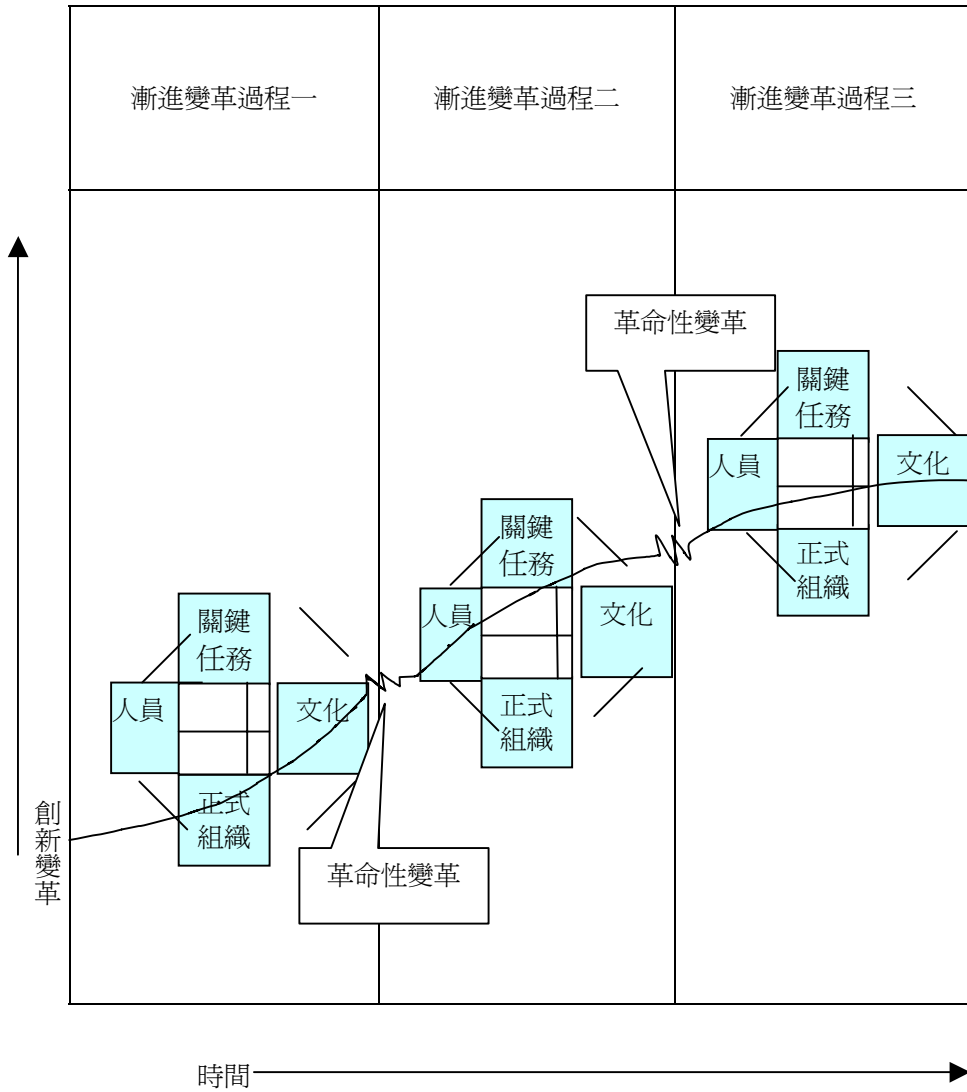 漸進變革過程一
漸進變革過程二
漸進變革過程三
革命性變革
關鍵
任務
人員
文化
正式
組織
關鍵
任務
人員
文化
正式
組織
關鍵
任務
人員
文化
正式
組織
革命性變革
創新變革
時間